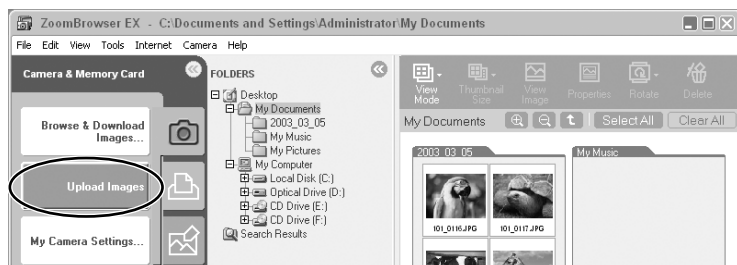 ZoomBrowser EX - C:\Documents and Settings\Administrator\My Documents
File Edit View Tools Internet Camera Help
Camera & Memory Card
Browse & Download
Images...
Upload Images
My Camera Settings...
FOLDERS
Desktop
My Documents
2003_03_05
My Music
My Pictures
My Computer
Local Disk (C:)
Optical Drive (D:)
CD Drive (E:)
CD Drive (F:)
Search Results
View
Mode
Thumbnail
Size
View
Image
Properties
Rotate
Delete
My Documents
Select All
Clear All
2003_03_05
My Music
101_0116.JPG
101_0117.JPG